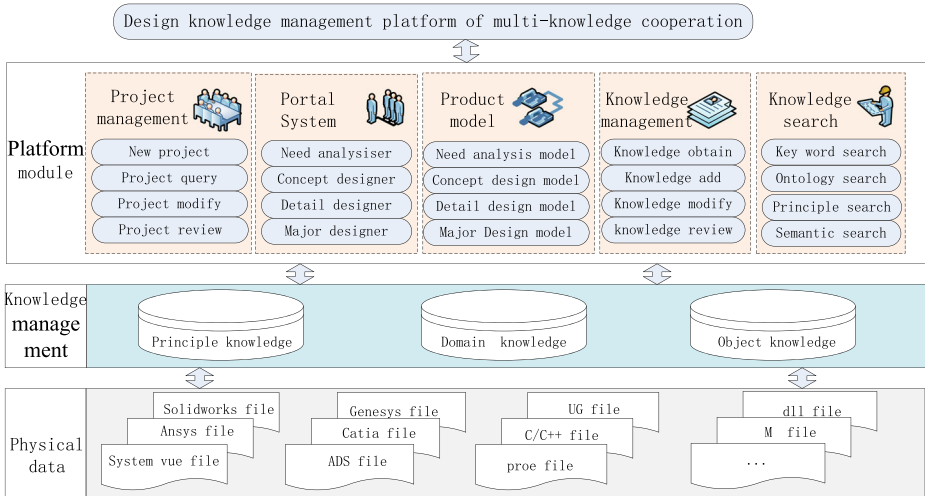 Design knowledge management platform of multi-knowledge cooperation
Platform
module
Project
management
New project
Project query
Project modify
Project review
Portal
System
Need analysiser
Concept designer
Detail designer
Major designer
Product
model
Need analysis model
Concept design model
Detail design model
Major Design model
Knowledge
management
Knowledge obtain
Knowledge add
Knowledge modify
knowledge review
Knowledge
search
Key word search
Ontology search
Principle search
Semantic search
Knowledge
manage
ment
Principle knowledge
Domain knowledge
Object knowledge
Physical
data
Solidworks file
Ansys file
System vue file
Genesys file
Catia file
ADS file
UG file
C/C++ file
proe file
dll file
M file
...